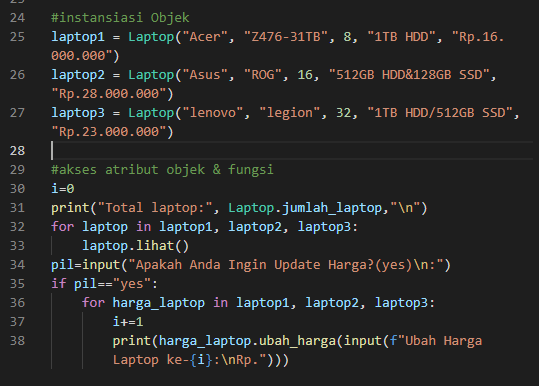 24 #instansiasi Objek
25 laptop1 = Laptop("Acer", "Z476-31TB", 8, "1TB HDD", "Rp.16.
000.000")
26 laptop2 = Laptop("Asus", "ROG", 16, "512GB HDD&128GB SSD",
"Rp.28.000.000")
27 laptop3 = Laptop("lenovo", "legion", 32, "1TB HDD/512GB SSD",
"Rp.23.000.000")
28
29 #akses atribut objek & fungsi
30 i=0
31 print("Total laptop:", Laptop.jumlah_laptop,"\n")
32 for laptop in laptop1, laptop2, laptop3:
33 laptop.lihat()
34 pil=input("Apakah Anda Ingin Update Harga?(yes)\n:")
35 if pil=="yes":
36 for harga_laptop in laptop1, laptop2, laptop3:
37 i+=1
38 print(harga_laptop.ubah_harga(input(f"Ubah Harga
Laptop ke-{i}:\nRp.")))